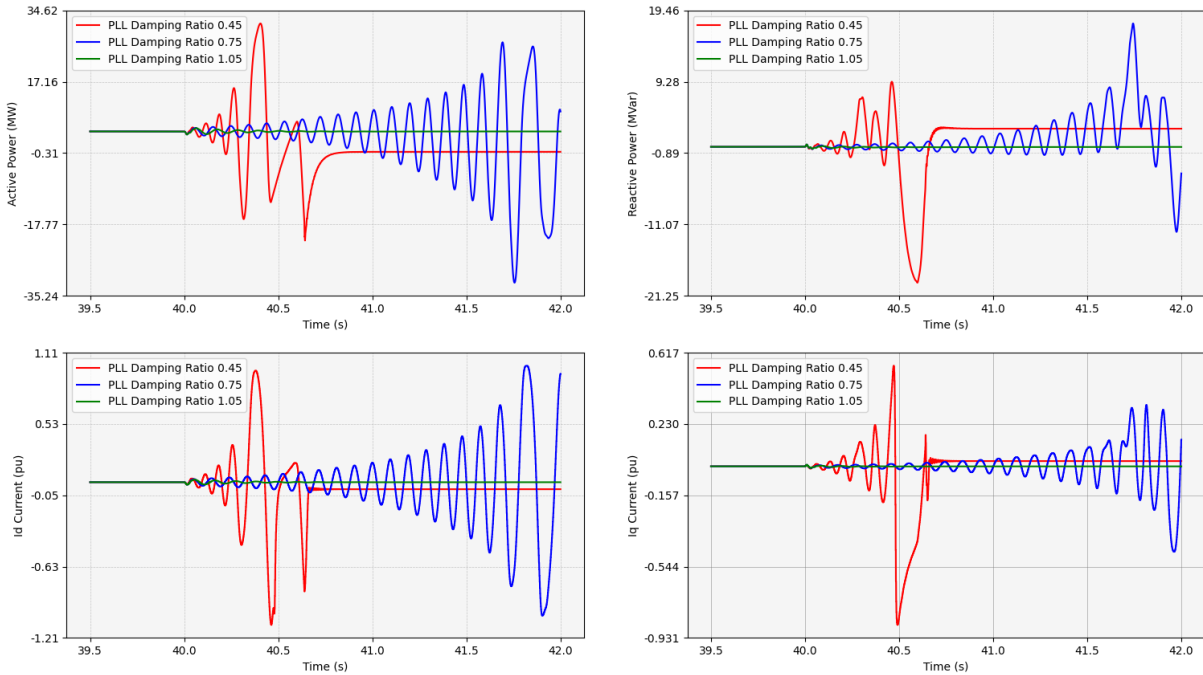 34.62
17.16
-0.31
-17.77
-35.24
Active Power (MW)
PLL Damping Ratio 0.45
PLL Damping Ratio 0.75
PLL Damping Ratio 1.05
39.5 40.0 40.5 41.0 41.5 42.0
Time (s)
19.46
9.28
-0.89
-11.07
-21.25
Reactive Power (MVar)
PLL Damping Ratio 0.45
PLL Damping Ratio 0.75
PLL Damping Ratio 1.05
39.5 40.0 40.5 41.0 41.5 42.0
Time (s)
1.11
0.53
-0.05
-0.63
-1.21
Id Current (pu)
PLL Damping Ratio 0.45
PLL Damping Ratio 0.75
PLL Damping Ratio 1.05
39.5 40.0 40.5 41.0 41.5 42.0
Time (s)
0.617
0.230
-0.157
-0.544
-0.931
Iq Current (pu)
PLL Damping Ratio 0.45
PLL Damping Ratio 0.75
PLL Damping Ratio 1.05
39.5 40.0 40.5 41.0 41.5 42.0
Time (s)